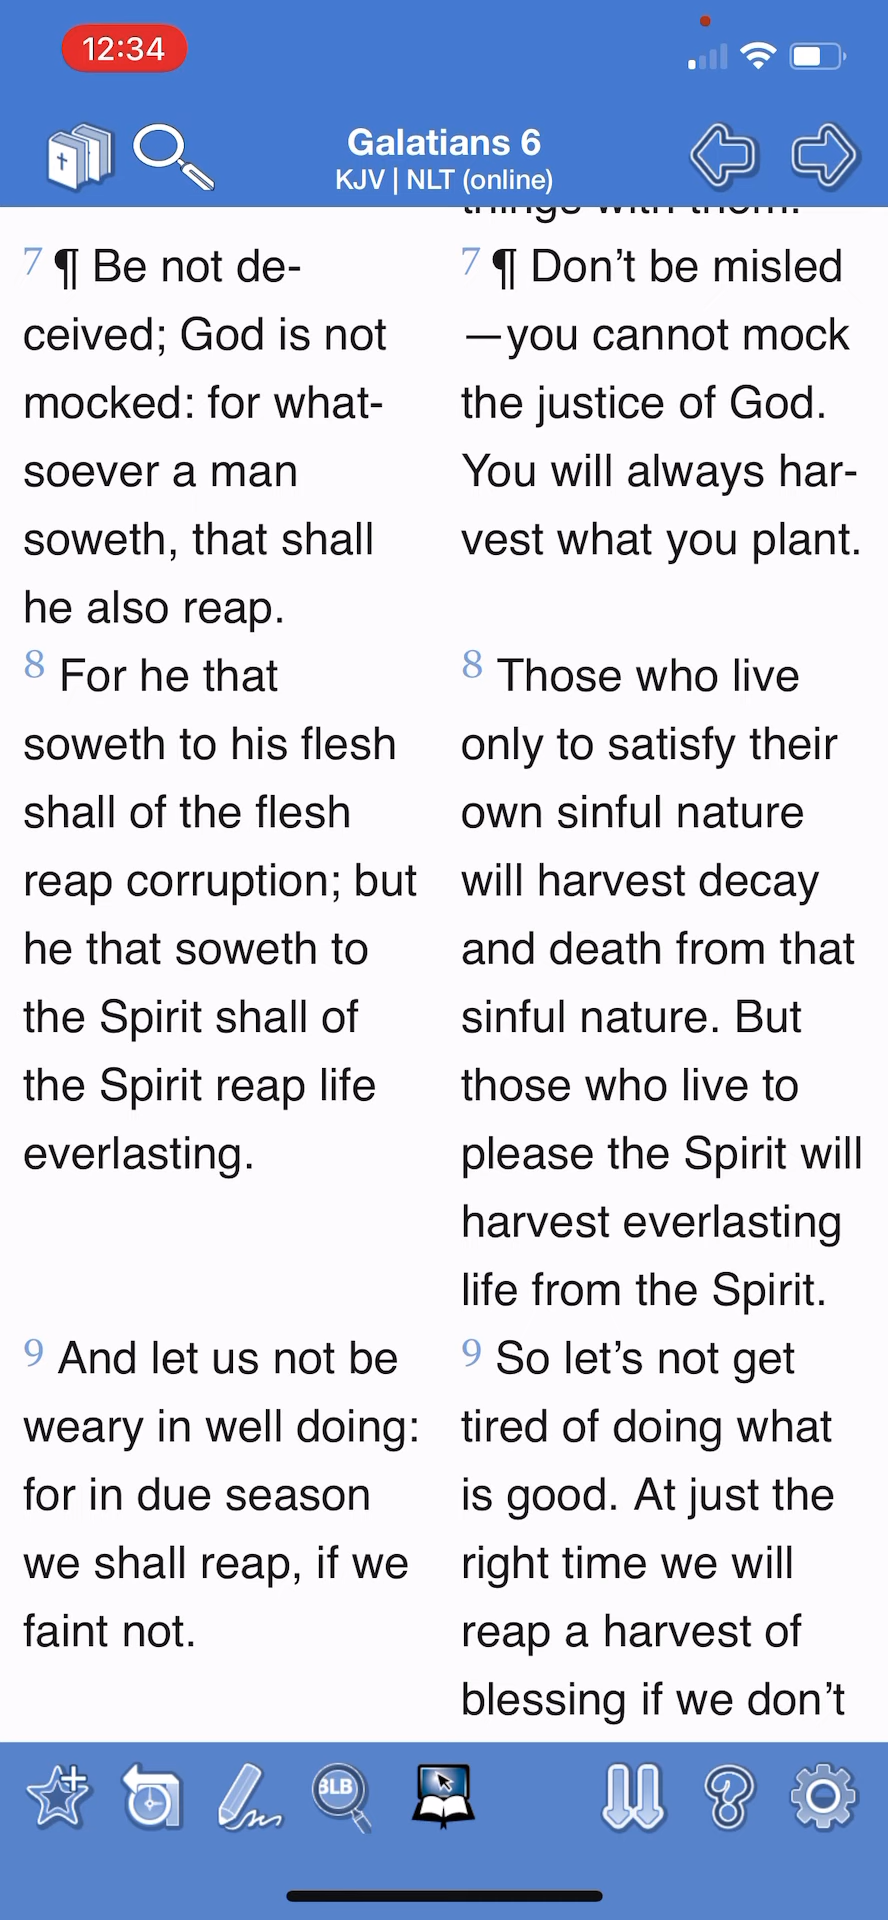 12:34
Galatians 6
KJV | NLT (online)
things with them.
7 ¶ Be not de-
ceived; God is not
mocked: for what-
soever a man
soweth, that shall
he also reap.
8 For he that
soweth to his flesh
shall of the flesh
reap corruption; but
he that soweth to
the Spirit shall of
the Spirit reap life
everlasting.
9 And let us not be
weary in well doing:
for in due season
we shall reap, if we
faint not.
7 ¶ Don’t be misled
—you cannot mock
the justice of God.
You will always har-
vest what you plant.
8 Those who live
only to satisfy their
own sinful nature
will harvest decay
and death from that
sinful nature. But
those who live to
please the Spirit will
harvest everlasting
life from the Spirit.
9 So let’s not get
tired of doing what
is good. At just the
right time we will
reap a harvest of
blessing if we don’t
BLB